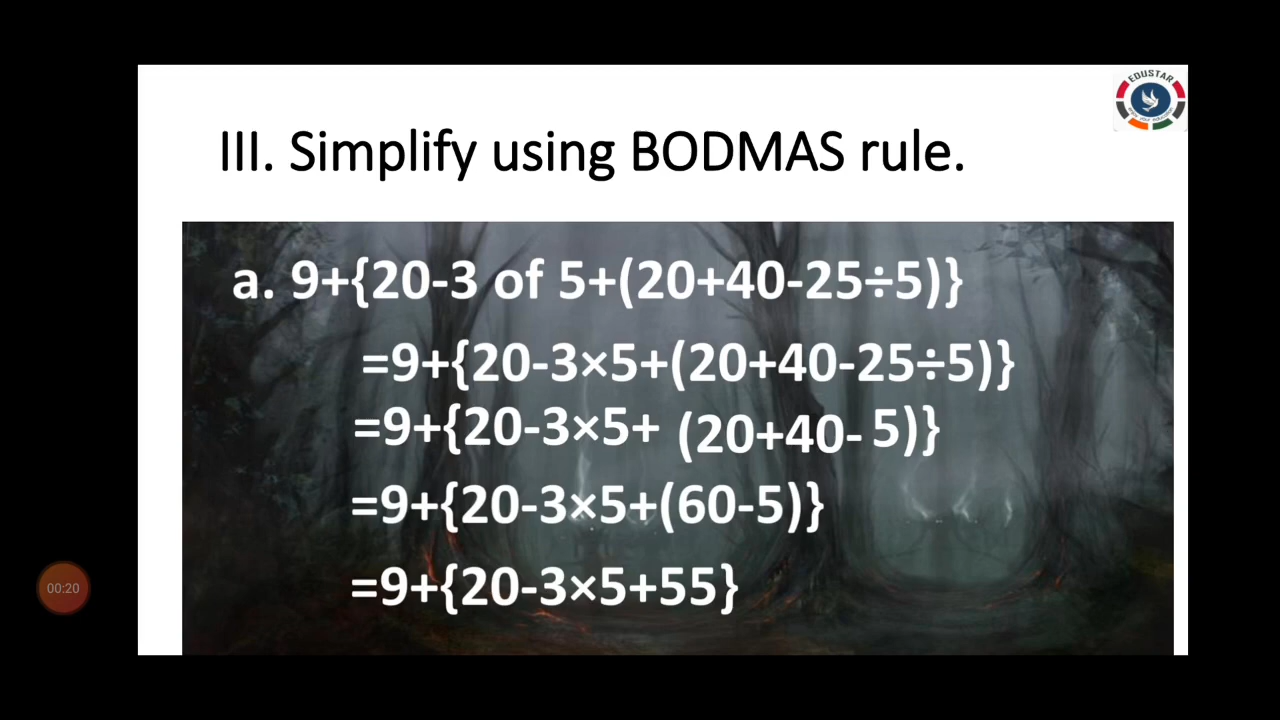 EDUSTAR
III. Simplify using BODMAS rule.
a. 9+{20-3 of 5+(20+40-25÷5)}
=9+{20-3×5+(20+40-25÷5)}
=9+{20-3×5+ (20+40- 5)}
=9+{20-3×5+(60-5)}
=9+{20-3×5+55}
00:20